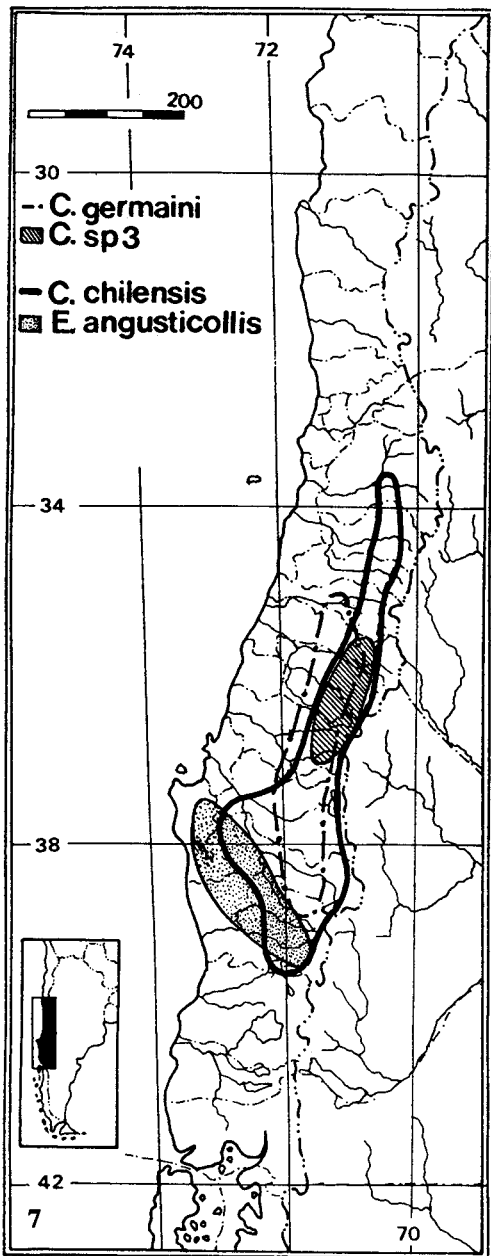 74 72
200
30
C. germaini
C. sp3
C. chilensis
E. angusticollis
34
38
42
7 70